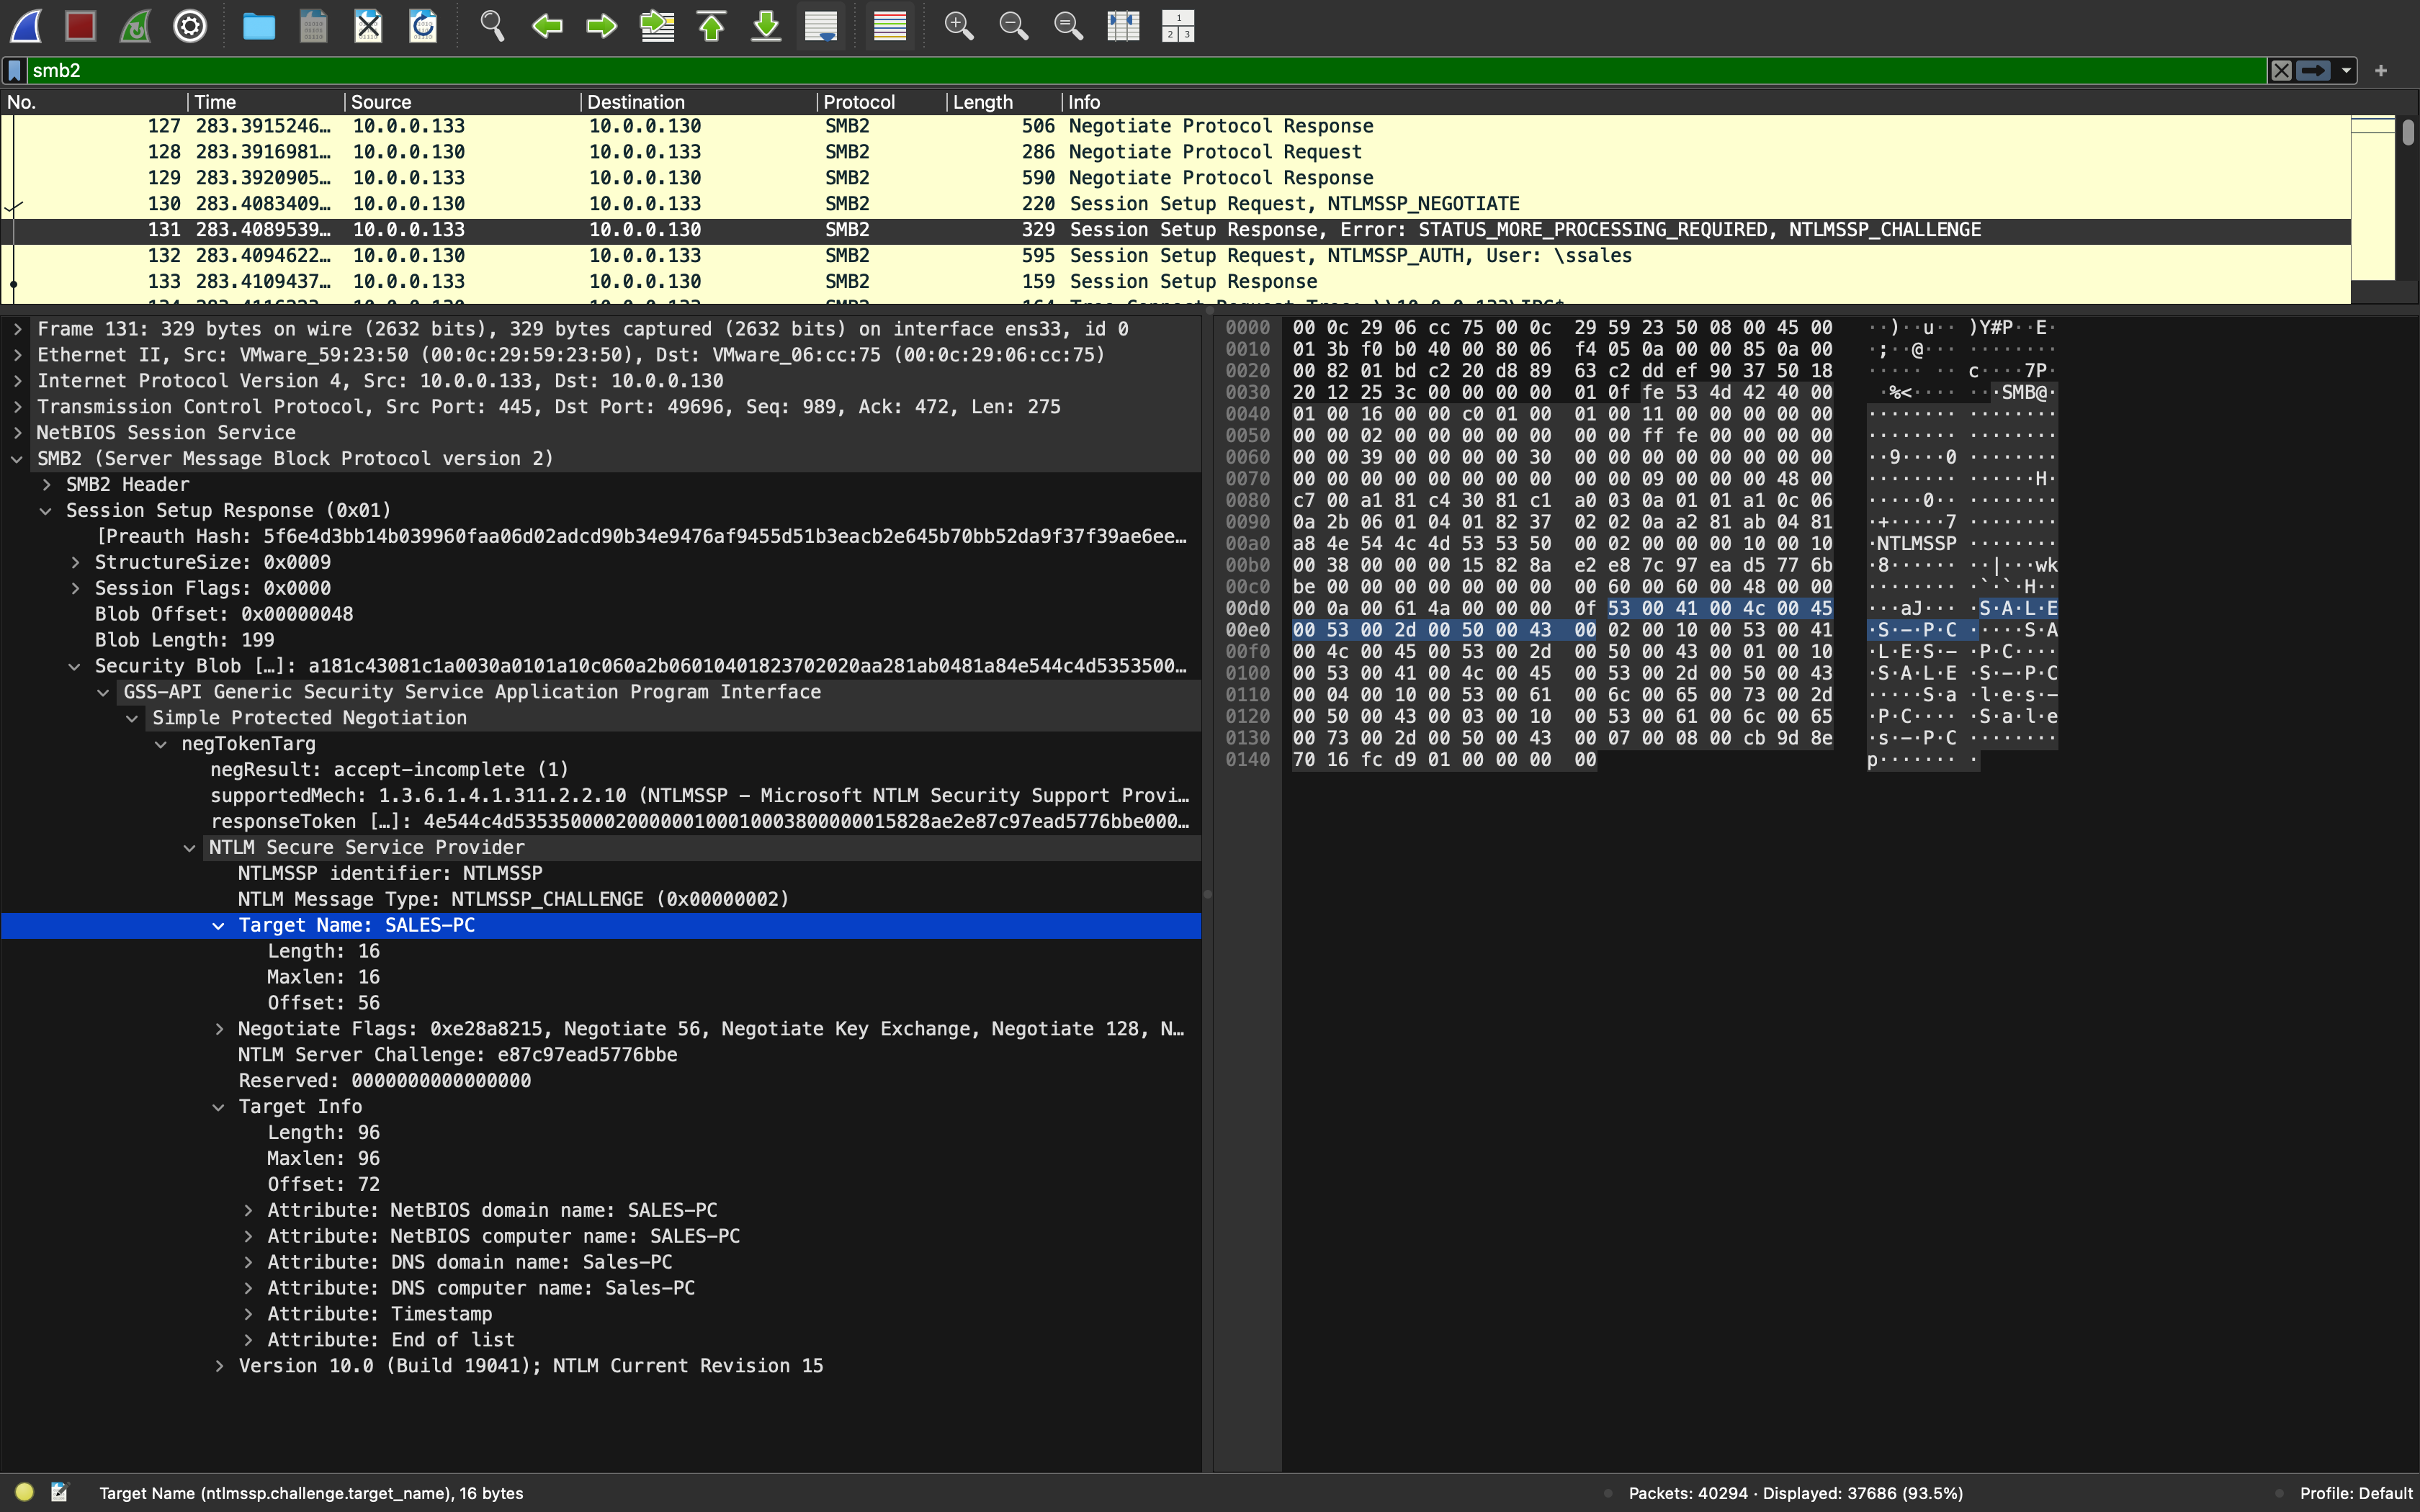 smb2
No. Time Source Destination Protocol Length Info
127 283.3915246… 10.0.0.133 10.0.0.130 SMB2 506 Negotiate Protocol Response
128 283.3916981… 10.0.0.130 10.0.0.133 SMB2 286 Negotiate Protocol Request
129 283.3920905… 10.0.0.133 10.0.0.130 SMB2 590 Negotiate Protocol Response
130 283.4083409… 10.0.0.130 10.0.0.133 SMB2 220 Session Setup Request, NTLMSSP_NEGOTIATE
131 283.4089539… 10.0.0.133 10.0.0.130 SMB2 329 Session Setup Response, Error: STATUS_MORE_PROCESSING_REQUIRED, NTLMSSP_CHALLENGE
132 283.4094622… 10.0.0.130 10.0.0.133 SMB2 595 Session Setup Request, NTLMSSP_AUTH, User: \ssales
133 283.4109437… 10.0.0.133 10.0.0.130 SMB2 159 Session Setup Response
Frame 131: 329 bytes on wire (2632 bits), 329 bytes captured (2632 bits) on interface ens33, id 0
Ethernet II, Src: VMware_59:23:50 (00:0c:29:59:23:50), Dst: VMware_06:cc:75 (00:0c:29:06:cc:75)
Internet Protocol Version 4, Src: 10.0.0.133, Dst: 10.0.0.130
Transmission Control Protocol, Src Port: 445, Dst Port: 49696, Seq: 989, Ack: 472, Len: 275
NetBIOS Session Service
SMB2 (Server Message Block Protocol version 2)
SMB2 Header
Session Setup Response (0x01)
[Preauth Hash: 5f6e4d3bb14b039960faa06d02adcd90b34e9476af9455d51b3eacb2e645b70bb52da9f37f39ae6ee…
StructureSize: 0x0009
Session Flags: 0x0000
Blob Offset: 0x00000048
Blob Length: 199
Security Blob […]: a181c43081c1a0030a0101a10c060a2b06010401823702020aa281ab0481a84e544c4d5353500…
GSS-API Generic Security Service Application Program Interface
Simple Protected Negotiation
negTokenTarg
negResult: accept-incomplete (1)
supportedMech: 1.3.6.1.4.1.311.2.2.10 (NTLMSSP – Microsoft NTLM Security Support Provi…
responseToken […]: 4e544c4d5353500002000000100010003800000015828ae2e87c97ead5776bbe000…
NTLM Secure Service Provider
NTLMSSP identifier: NTLMSSP
NTLM Message Type: NTLMSSP_CHALLENGE (0x00000002)
Target Name: SALES-PC
Length: 16
Maxlen: 16
Offset: 56
Negotiate Flags: 0xe28a8215, Negotiate 56, Negotiate Key Exchange, Negotiate 128, N…
NTLM Server Challenge: e87c97ead5776bbe
Reserved: 0000000000000000
Target Info
Length: 96
Maxlen: 96
Offset: 72
Attribute: NetBIOS domain name: SALES-PC
Attribute: NetBIOS computer name: SALES-PC
Attribute: DNS domain name: Sales-PC
Attribute: DNS computer name: Sales-PC
Attribute: Timestamp
Attribute: End of list
Version 10.0 (Build 19041); NTLM Current Revision 15
0000 00 0c 29 06 cc 75 00 0c 29 59 23 50 08 00 45 00 ··)··u·· )Y#P··E·
0010 01 3b f0 b0 40 00 80 06 f4 05 0a 00 00 85 0a 00 ·;··@··· ········
0020 00 82 01 bd c2 20 d8 89 63 c2 dd ef 90 37 50 18 ····· ·· c····7P·
0030 20 12 25 3c 00 00 00 00 01 0f fe 53 4d 42 40 00 ·%<···· ···SMB@·
0040 01 00 16 00 00 c0 01 00 01 00 11 00 00 00 00 00 ········ ········
0050 00 00 02 00 00 00 00 00 00 00 ff fe 00 00 00 00 ········ ········
0060 00 00 39 00 00 00 00 30 00 00 00 00 00 00 00 00 ··9····0 ········
0070 00 00 00 00 00 00 00 00 00 00 09 00 00 00 48 00 ········ ······H·
0080 c7 00 a1 81 c4 30 81 c1 a0 03 0a 01 01 a1 0c 06 ·····0·· ········
0090 0a 2b 06 01 04 01 82 37 02 02 0a a2 81 ab 04 81 ·+·····7 ········
00a0 a8 4e 54 4c 4d 53 53 50 00 02 00 00 00 10 00 10 ·NTLMSSP ········
00b0 00 38 00 00 00 15 82 8a e2 e8 7c 97 ea d5 77 6b ·8······ ··|···wk
00c0 be 00 00 00 00 00 00 00 00 60 00 60 00 48 00 00 ········ ·`·`·H··
00d0 00 0a 00 61 4a 00 00 00 0f 53 00 41 00 4c 00 45 ···aJ··· ·S·A·L·E
00e0 00 53 00 2d 00 50 00 43 00 02 00 10 00 53 00 41 ·S·-·P·C ·····S·A
00f0 00 4c 00 45 00 53 00 2d 00 50 00 43 00 01 00 10 ·L·E·S·- ·P·C····
0100 00 53 00 41 00 4c 00 45 00 53 00 2d 00 50 00 43 ·S·A·L·E ·S·-·P·C
0110 00 04 00 10 00 53 00 61 00 6c 00 65 00 73 00 2d ·····S·a ·l·e·s·-
0120 00 50 00 43 00 03 00 10 00 53 00 61 00 6c 00 65 ·P·C···· ·S·a·l·e
0130 00 73 00 2d 00 50 00 43 00 07 00 08 00 cb 9d 8e ·s·-·P·C ········
0140 70 16 fc d9 01 00 00 00 00 p······· ·
Target Name (ntlmssp.challenge.target_name), 16 bytes
Packets: 40294 · Displayed: 37686 (93.5%)
Profile: Default